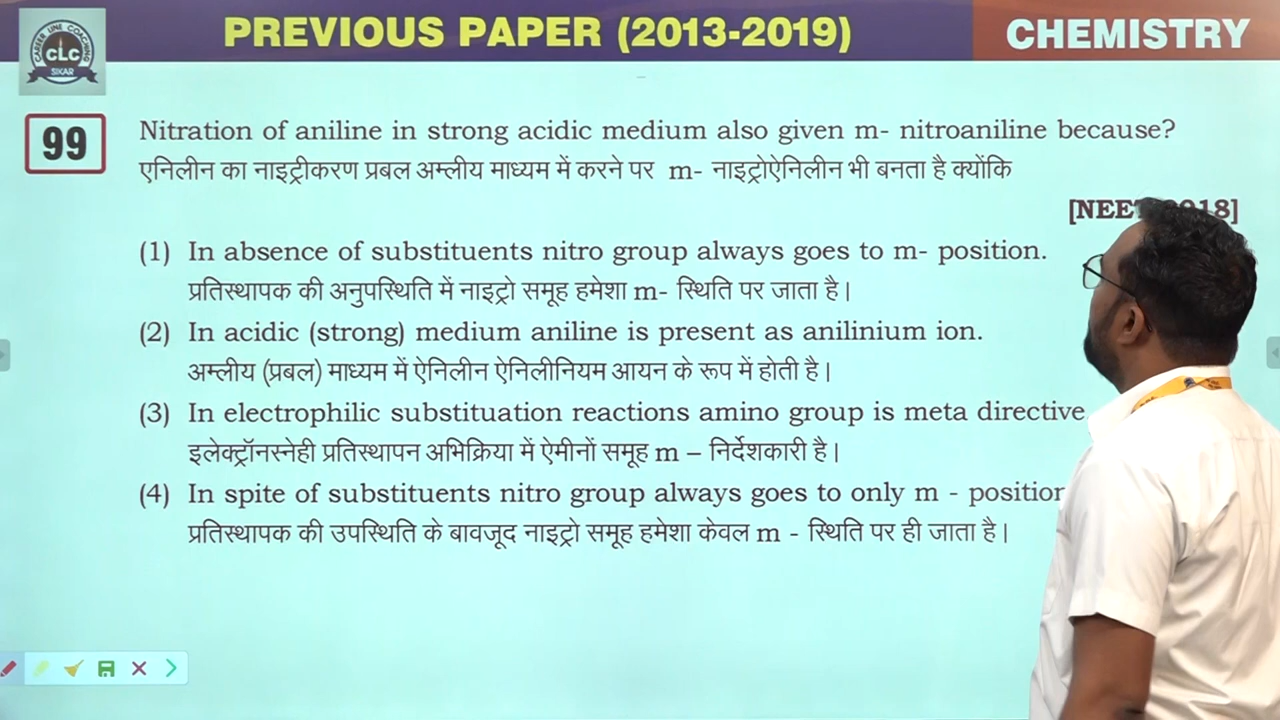 PREVIOUS PAPER (2013-2019)
CHEMISTRY
CAREER LINE COACHING
CLC
SIKAR
99
Nitration of aniline in strong acidic medium also given m- nitroaniline because?
एनिलीन का नाइट्रीकरण प्रबल अम्लीय माध्यम में करने पर m- नाइट्रोऐनिलीन भी बनता है क्योंकि
(1) In absence of substituents nitro group always goes to m- position.
प्रतिस्थापक की अनुपस्थिति में नाइट्रो समूह हमेशा m- स्थिति पर जाता है।
(2) In acidic (strong) medium aniline is present as anilinium ion.
अम्लीय (प्रबल) माध्यम में ऐनिलीन ऐनिलीनियम आयन के रूप में होती है।
(3) In electrophilic substituation reactions amino group is meta directive
इलेक्ट्रॉनस्नेही प्रतिस्थापन अभिक्रिया में ऐमीनों समूह m – निर्देशकारी है।
(4) In spite of substituents nitro group always goes to only m - position
प्रतिस्थापक की उपस्थिति के बावजूद नाइट्रो समूह हमेशा केवल m - स्थिति पर ही जाता है।